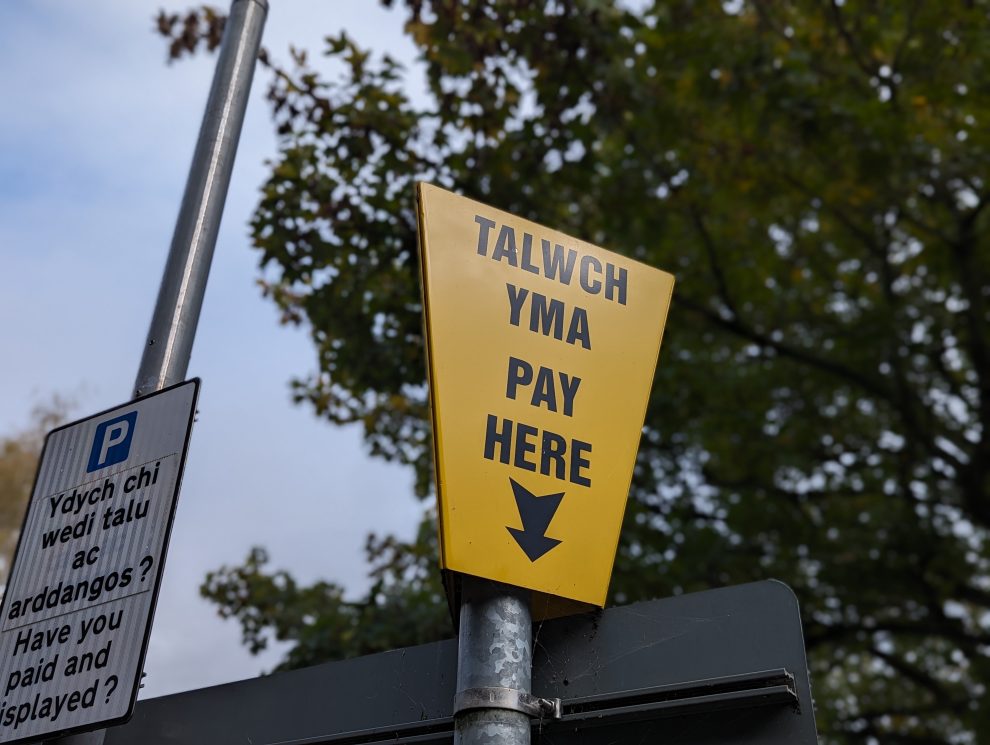 P
Ydych chi
wedi talu
ac
arddangos ?
Have you
paid and
isplayed ?
TALWCH
YMA
PAY
HERE